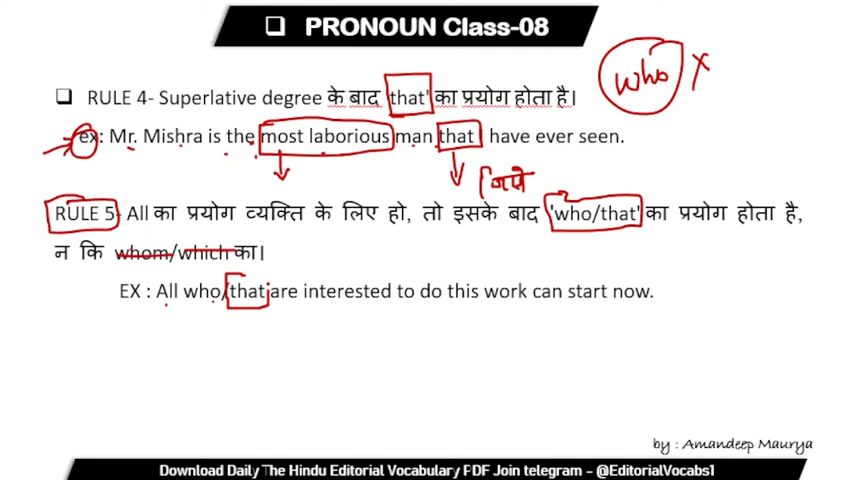 ❑ PRONOUN Class-08
who X
❑ RULE 4- Superlative degree के बाद 'that' का प्रयोग होता है।
ex: Mr. Mishra is the most laborious man that I have ever seen.
जिसे
RULE 5- All का प्रयोग व्यक्ति के लिए हो, तो इसके बाद 'who/that' का प्रयोग होता है,
न कि whom/which का।
EX : All who/that are interested to do this work can start now.
by : Amandeep Maurya
Download Daily The Hindu Editorial Vocabulary PDF Join telegram - @EditorialVocabs1